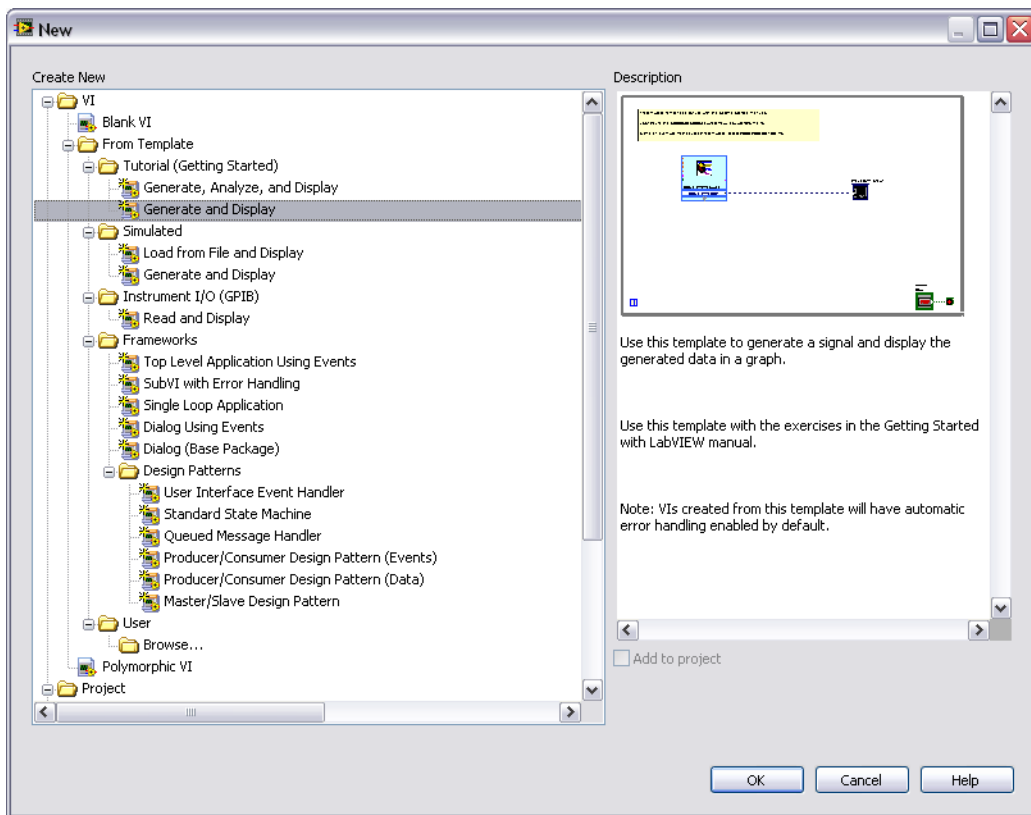 New
Create New
VI
Blank VI
From Template
Tutorial (Getting Started)
Generate, Analyze, and Display
Generate and Display
Simulated
Load from File and Display
Generate and Display
Instrument I/O (GPIB)
Read and Display
Frameworks
Top Level Application Using Events
SubVI with Error Handling
Single Loop Application
Dialog Using Events
Dialog (Base Package)
Design Patterns
User Interface Event Handler
Standard State Machine
Queued Message Handler
Producer/Consumer Design Pattern (Events)
Producer/Consumer Design Pattern (Data)
Master/Slave Design Pattern
User
Browse...
Polymorphic VI
Project
Description
Use this template to generate a signal and display the
generated data in a graph.
Use this template with the exercises in the Getting Started
with LabVIEW manual.
Note: VIs created from this template will have automatic
error handling enabled by default.
Add to project
OK
Cancel
Help